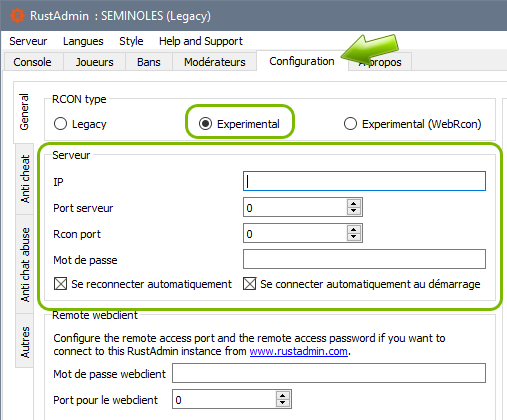 RustAdmin : SEMINOLES (Legacy)
Serveur Langues Style Help and Support
Console Joueurs Bans Modérateurs Configuration propos
General
Anti cheat
Anti chat abuse
Autres
RCON type
Legacy Experimental Experimental (WebRcon)
Serveur
IP
Port serveur 0
Rcon port 0
Mot de passe
Se reconnecter automatiquement Se connecter automatiquement au démarrage
Remote webclient
Configure the remote access port and the remote access password if you want to
connect to this RustAdmin instance from www.rustadmin.com.
Mot de passe webclient
Port pour le webclient 0